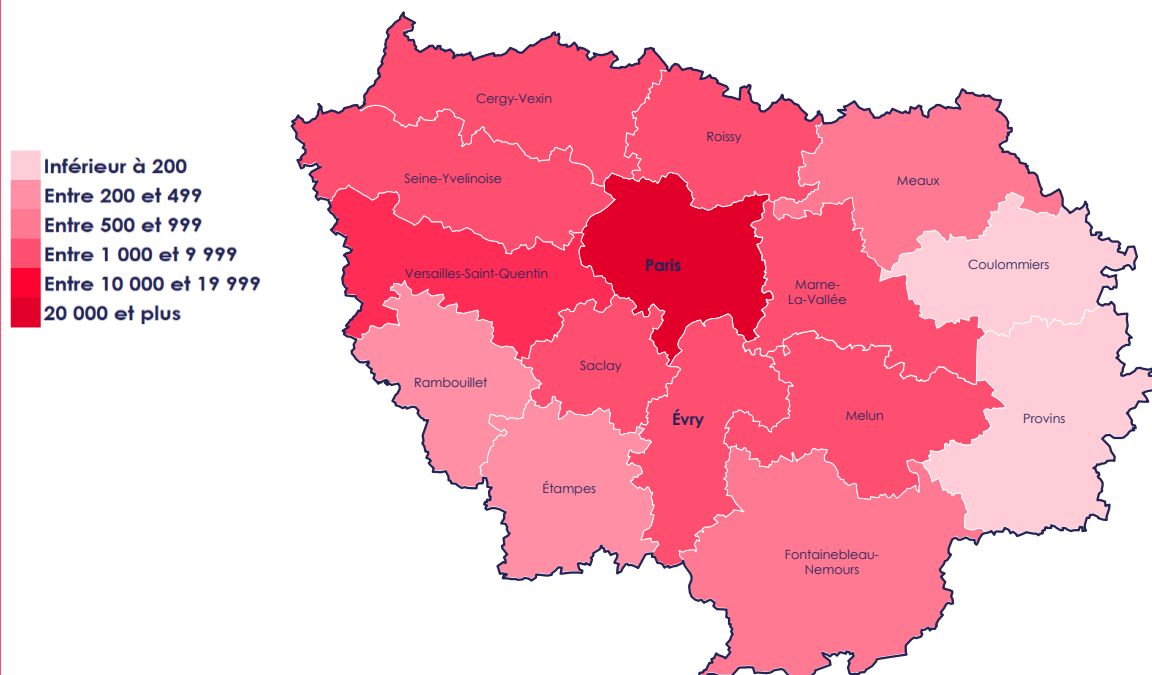 Inférieur à 200
Entre 200 et 499
Entre 500 et 999
Entre 1 000 et 9 999
Entre 10 000 et 19 999
20 000 et plus
Cergy-Vexin
Roissy
Seine-Yvelinoise
Meaux
Paris
Coulommiers
Versailles-Saint-Quentin
Marne-
La-Vallée
Saclay
Rambouillet
Évry
Melun
Provins
Étampes
Fontainebleau-
Nemours